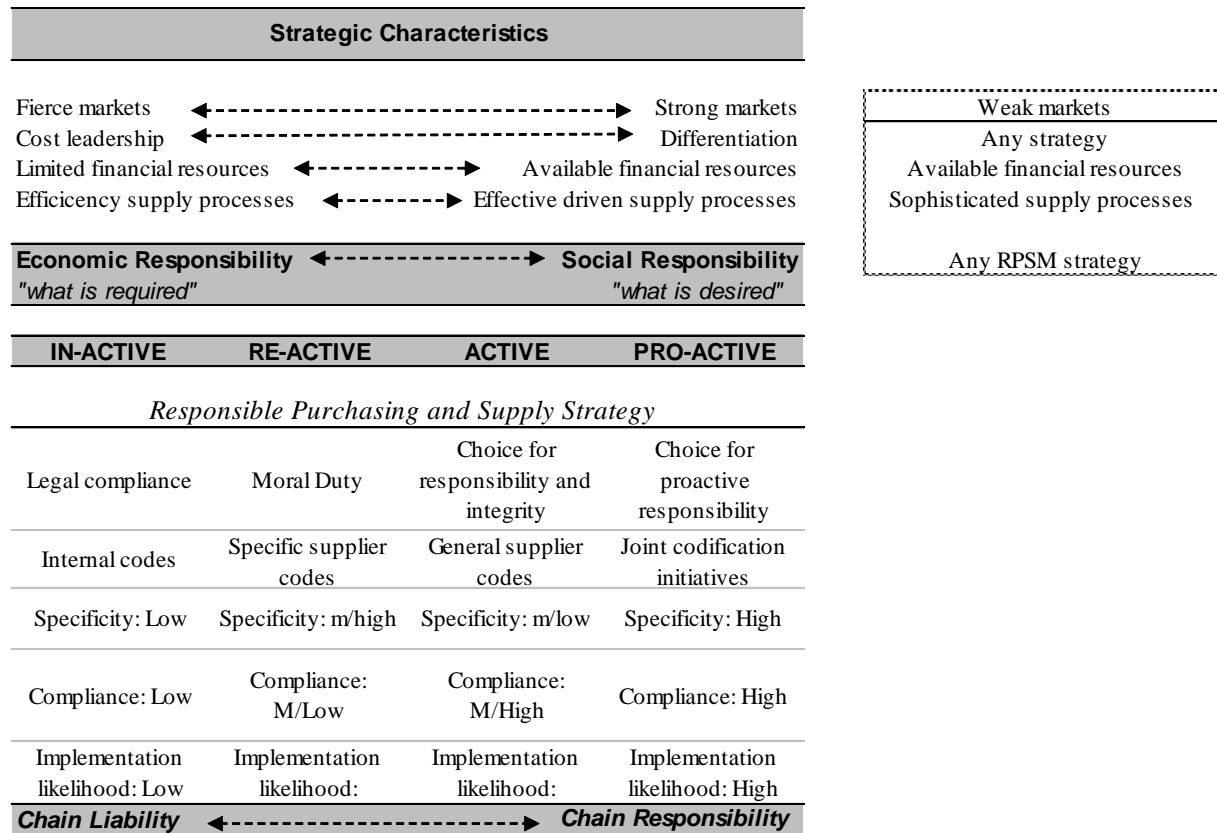 Strategic Characteristics
Fierce markets Strong markets
Cost leadership Differentiation
Limited financial resources Available financial resources
Efficicency supply processes Effective driven supply processes
Economic Responsibility Social Responsibility
"what is required" "what is desired"
Weak markets
Any strategy
Available financial resources
Sophisticated supply processes
Any RPSM strategy
IN-ACTIVE RE-ACTIVE ACTIVE PRO-ACTIVE
Responsible Purchasing and Supply Strategy
Legal compliance
Moral Duty
Choice for
responsibility and
integrity
Choice for
proactive
responsibility
Internal codes
Specific supplier
codes
General supplier
codes
Joint codification
initiatives
Specificity: Low Specificity: m/high Specificity: m/low Specificity: High
Compliance: Low
Compliance:
M/Low
Compliance:
M/High
Compliance: High
Implementation
likelihood: Low
Implementation
likelihood:
Implementation
likelihood:
Implementation
likelihood: High
Chain Liability Chain Responsibility